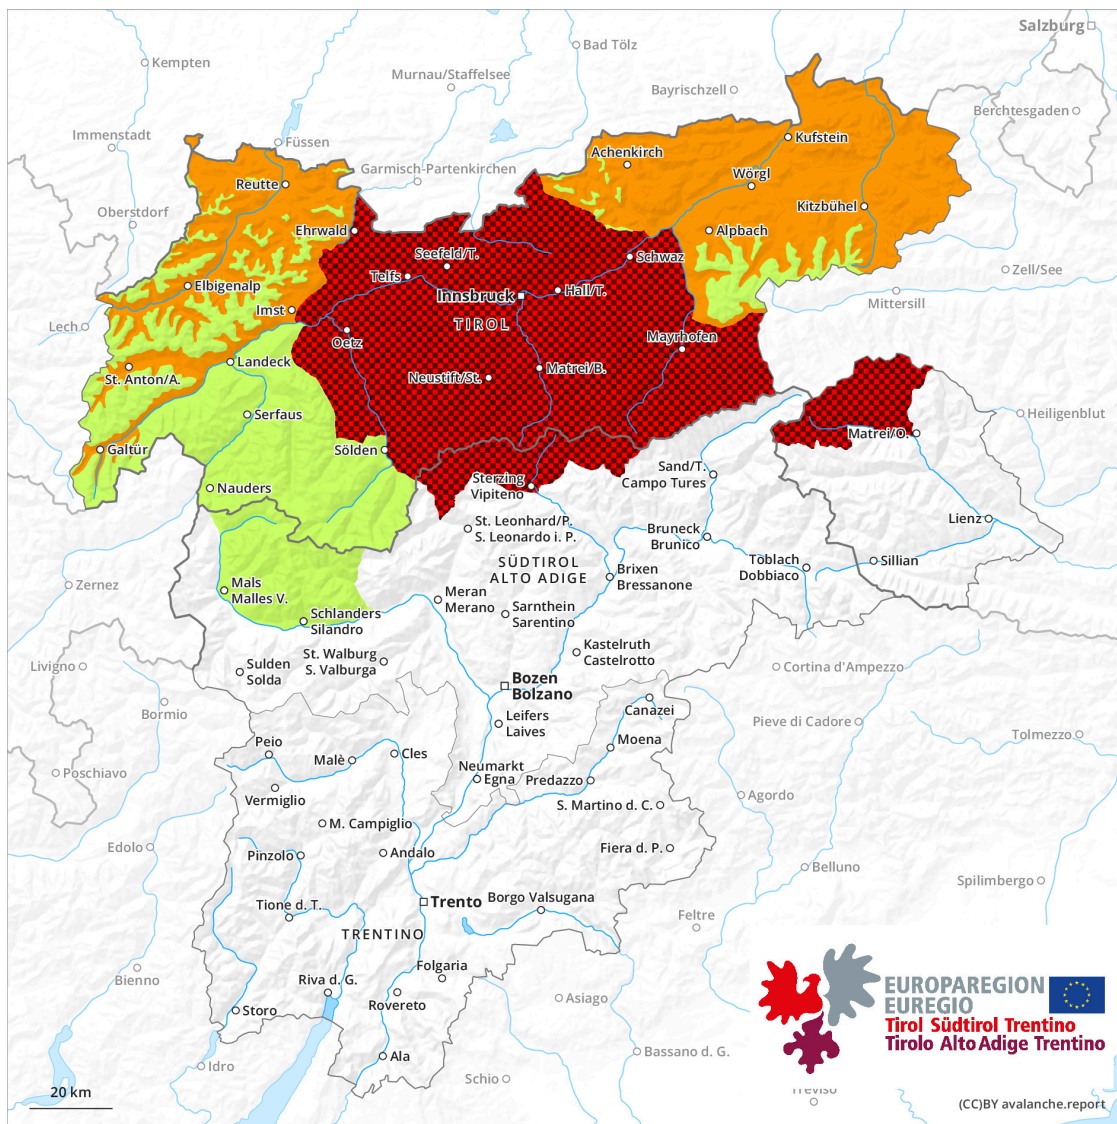 Salzburg
Bad Tölz
Kempten
Murnau/Staffelsee
Bayrischzell
Berchtesgaden
Immenstadt
Füssen
Kufstein
Achenkirch
Garmisch-Partenkirchen
Wörgl
Reutte
Oberstdorf
Kitzbühel
Ehrwald
Alpbach
Seefeld/T.
Schwaz
Zell/See
Telfs
Elbigenalp
Hall/T.
Innsbruck
Mittersill
Imst
Lech
TIROL
Mayrhofen
Oetz
Landeck
Matrei/B.
St. Anton/A.
Neustift/St.
Serfaus
Heiligenblut
Matrei/O.
Galtür
Sölden
Sand/T.
Campo Tures
Sterzing
Vipiteno
Nauders
St. Leonhard/P.
S. Leonardo i. P.
Lienz
Bruneck
Brunico
SÜDTIROL
ALTO ADIGE
Toblach
Dobbiaco
Sillian
Brixen
Bressanone
Zernez
Mals
Malles V.
Meran
Merano
Sarnthein
Sarentino
Schlanders
Silandro
Kastelruth
Castelrotto
St. Walburg
S. Valburga
Livigno
Sulden
Solda
Cortina d'Ampezzo
Bozen
Bolzano
Bormio
Canazei
Leifers
Laives
Pieve di Cadore
Tolmezzo
Peio
Moena
Malè
Cles
Poschiavo
Neumarkt
Egna
Predazzo
Vermiglio
Agordo
S. Martino d. C.
M. Campiglio
Edolo
Pinzolo
Andalo
Fiera d. P.
Belluno
Spilimbergo
Tione d. T.
Trento
Borgo Valsugana
Feltre
TRENTINO
Bienno
Riva d. G.
Folgaria
Rovereto
Storo
Asiago
EUROPAREGION
EUREGIO
Tirol Südtirol Trentino
Tirolo Alto Adige Trentino
Ala
Idro
Bassano d. G.
Schio
Treviso
20 km
(CC)BY avalanche.report